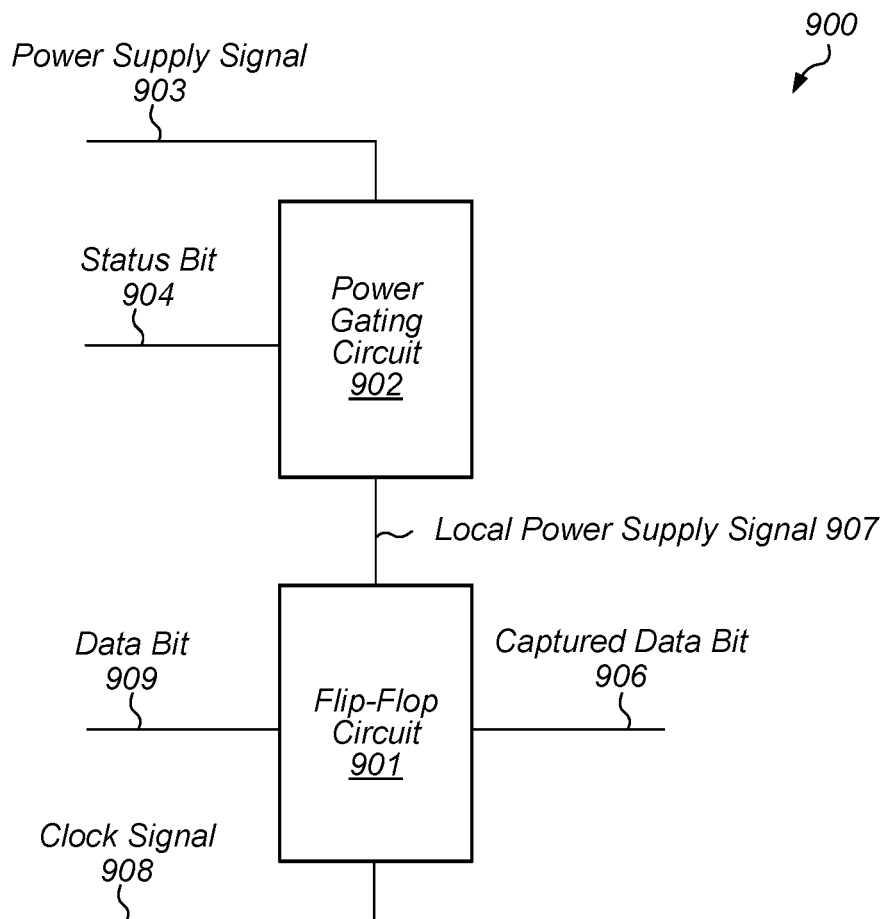 900
Power Supply Signal
903
Status Bit
904
Power
Gating
Circuit
902
Local Power Supply Signal 907
Data Bit
909
Flip-Flop
Circuit
901
Captured Data Bit
906
Clock Signal
908